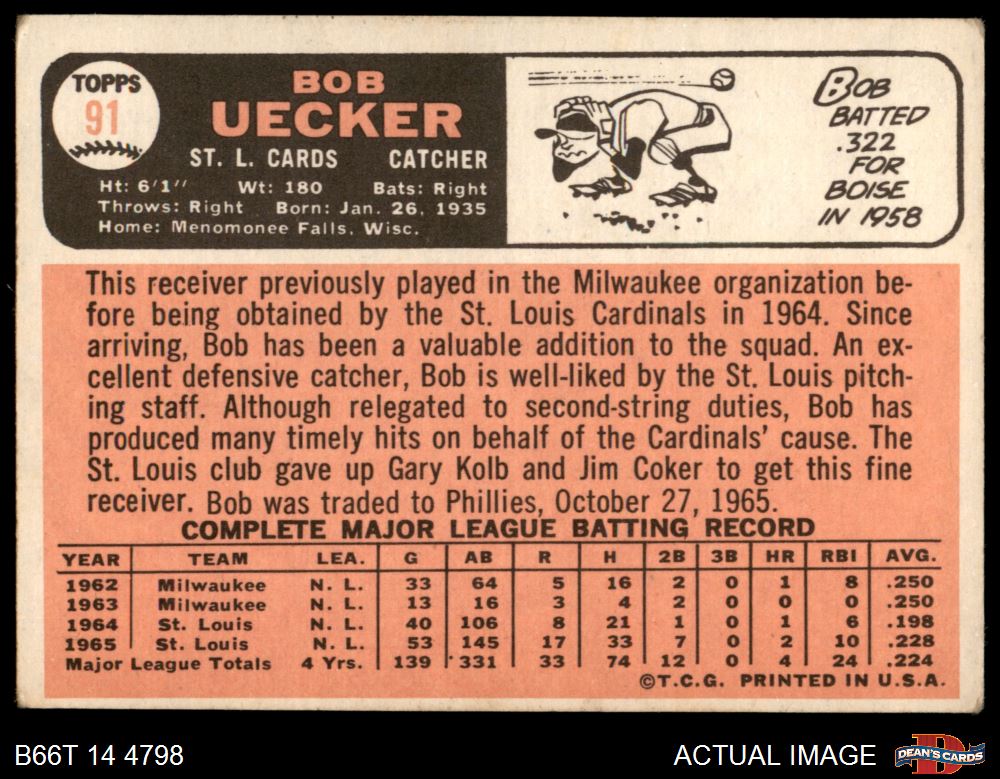 TOPPS
91
BOB
UECKER
ST. L. CARDS CATCHER
Ht: 6'1" Wt: 180 Bats: Right
Throws: Right Born: Jan. 26, 1935
Home: Menomonee Falls, Wisc.
BOB
BATTED
.322
FOR
BOISE
IN 1958
This receiver previously played in the Milwaukee organization be-
fore being obtained by the St. Louis Cardinals in 1964. Since
arriving, Bob has been a valuable addition to the squad. An ex-
cellent defensive catcher, Bob is well-liked by the St. Louis pitch-
ing staff. Although relegated to second-string duties, Bob has
produced many timely hits on behalf of the Cardinals' cause. The
St. Louis club gave up Gary Kolb and Jim Coker to get this fine
receiver. Bob was traded to Phillies, October 27, 1965.
COMPLETE MAJOR LEAGUE BATTING RECORD
YEAR TEAM LEA. G AB R H 2B 3B HR RBI AVG.
1962 Milwaukee N. L. 33 64 5 16 2 0 1 8 .250
1963 Milwaukee N. L. 13 16 3 4 2 0 0 0 .250
1964 St. Louis N. L. 40 106 8 21 1 0 1 6 .198
1965 St. Louis N. L. 53 145 17 33 7 0 2 10 .228
Major League Totals 4 Yrs. 139 331 33 74 12 0 4 24 .224
©T.C.G. PRINTED IN U.S.A.
B66T 14 4798 ACTUAL IMAGE DEAN'S CARDS